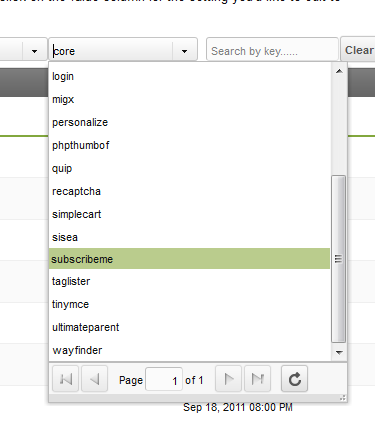 click on the value column for the setting you'd like to edit to
core
Search by key......
Clear
login
migx
personalize
phpthumbof
quip
recaptcha
simplecart
sisea
subscribeme
taglister
tinymce
ultimateparent
wayfinder
Page 1 of 1
Sep 18, 2011 08:00 PM